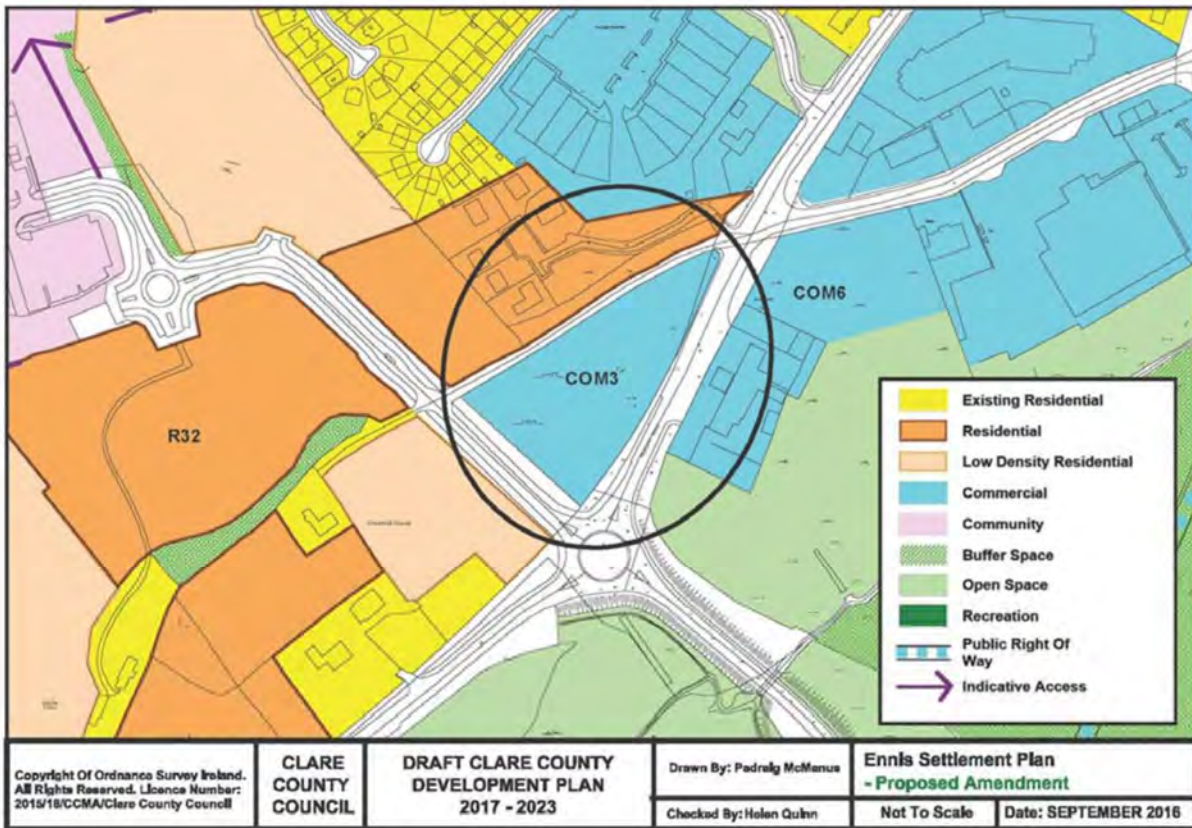 COM6
COM3
R32
Existing Residential
Residential
Low Density Residential
Commercial
Community
Buffer Space
Open Space
Recreation
Public Right Of
Way
Indicative Access
Copyright Of Ordnance Survey Ireland.
All Rights Reserved. Licence Number:
2015/16/CCMA/Clare County Council
CLARE
COUNTY
COUNCIL
DRAFT CLARE COUNTY
DEVELOPMENT PLAN
2017 - 2023
Drawn By: Padraig McManus
Checked By: Helen Quinn
Ennis Settlement Plan
- Proposed Amendment
Not To Scale
Date: SEPTEMBER 2016